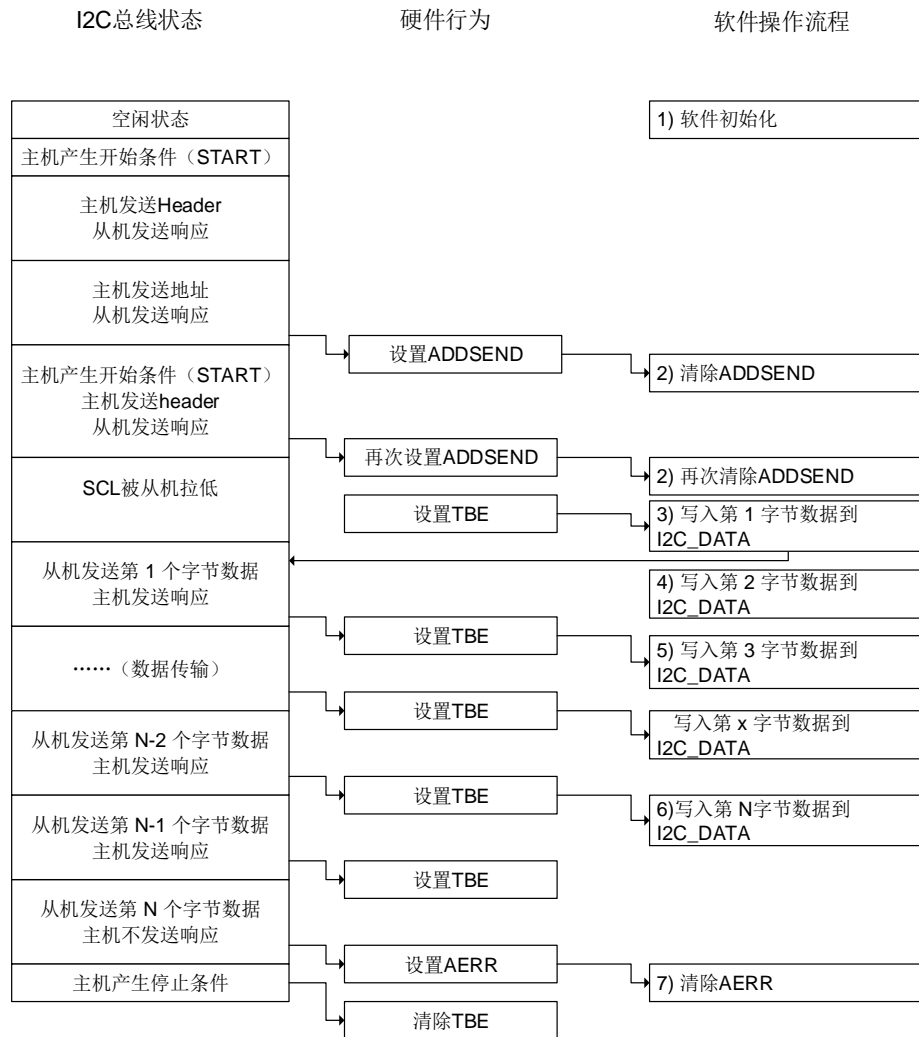 I2C总线状态
硬件行为
软件操作流程
空闲状态
1) 软件初始化
主机产生开始条件（START）
主机发送Header
从机发送响应
主机发送地址
从机发送响应
设置ADDSEND
2) 清除ADDSEND
主机产生开始条件（START）
主机发送header
从机发送响应
再次设置ADDSEND
2) 再次清除ADDSEND
SCL被从机拉低
设置TBE
3) 写入第 1 字节数据到
I2C_DATA
从机发送第 1 个字节数据
主机发送响应
4) 写入第 2 字节数据到
I2C_DATA
设置TBE
5) 写入第 3 字节数据到
I2C_DATA
……（数据传输）
设置TBE
写入第 x 字节数据到
I2C_DATA
从机发送第 N-2 个字节数据
主机发送响应
设置TBE
6)写入第 N字节数据到
I2C_DATA
从机发送第 N-1 个字节数据
主机发送响应
设置TBE
从机发送第 N 个字节数据
主机不发送响应
设置AERR
7) 清除AERR
主机产生停止条件
清除TBE